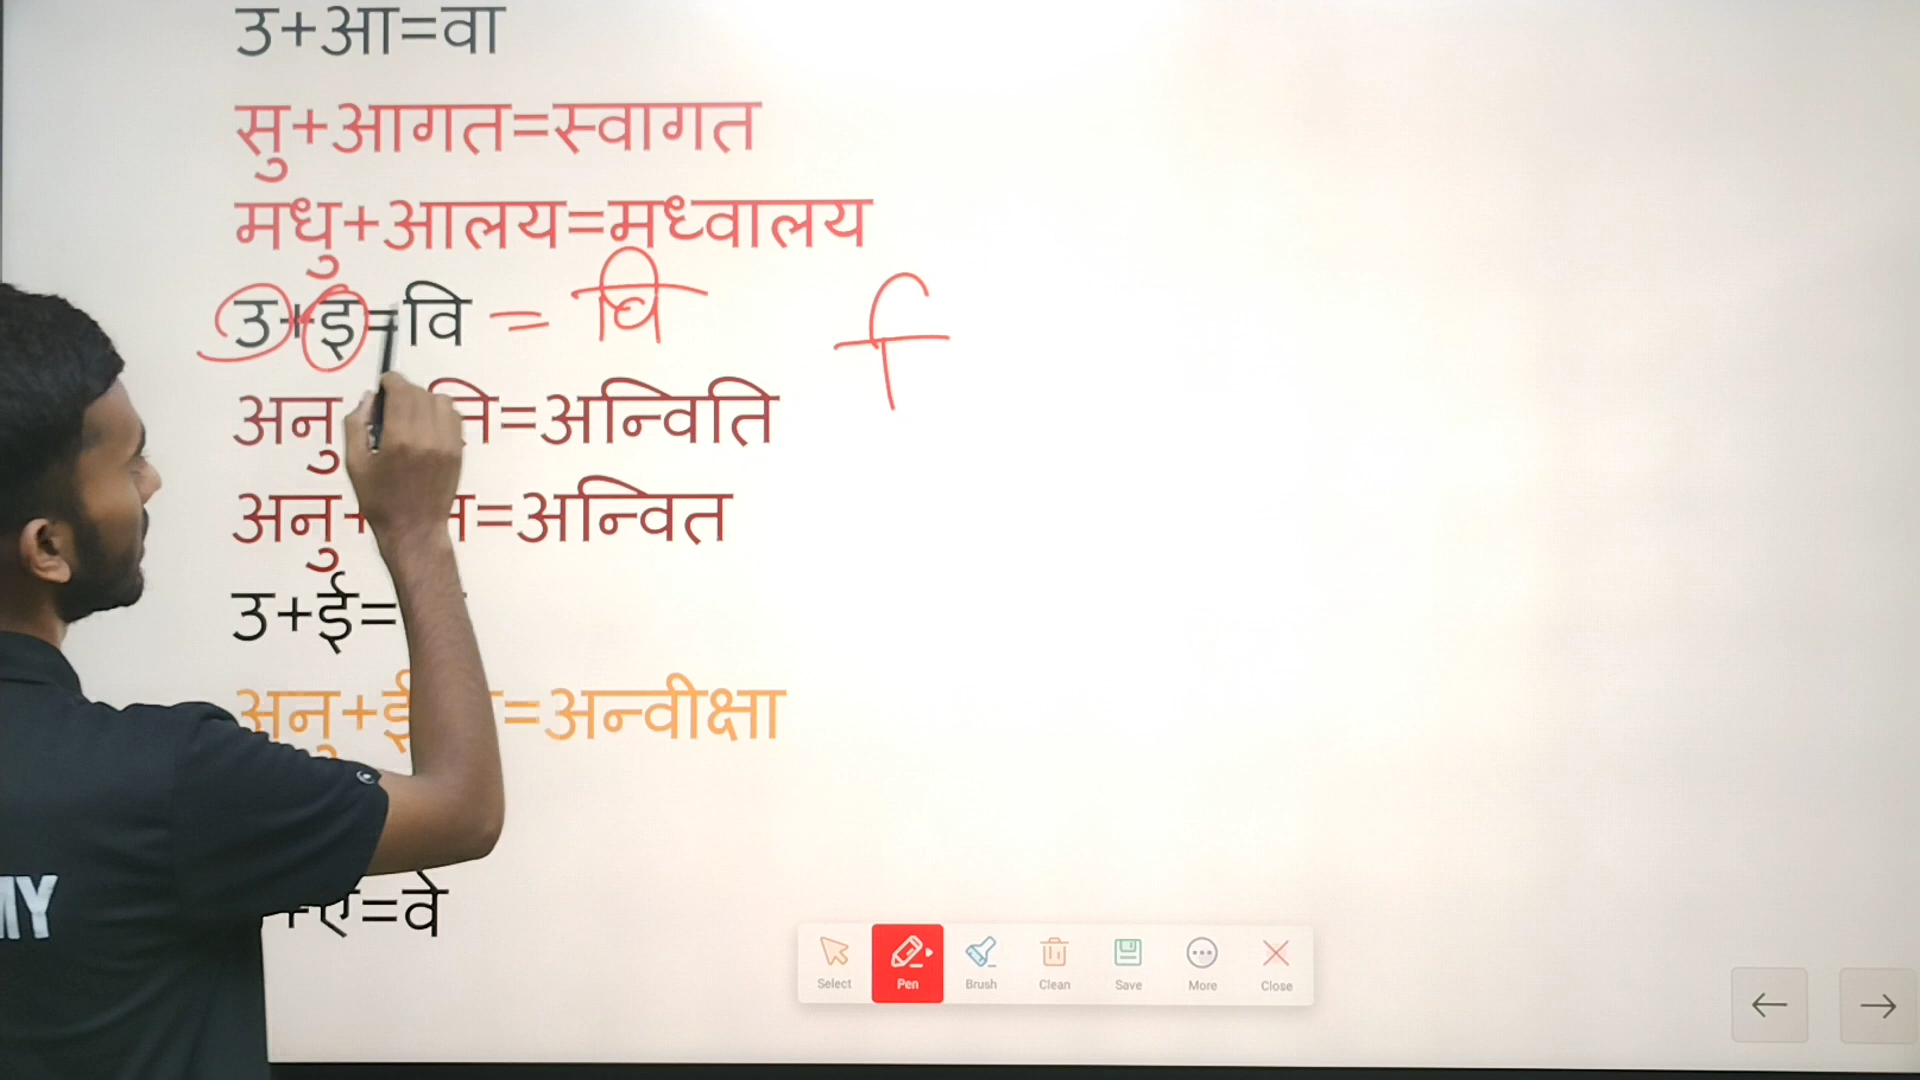 उ+आ=वा
सु+आगत=स्वागत
मधु+आलय=मध्वालय
उ+इ=वि = वि ि
अनु ति=अन्विति
अनु+ त=अन्वित
उ+ई=
अनु+ई =अन्वीक्षा
+ए=वे
MY
Select Pen Brush Clean Save More Close